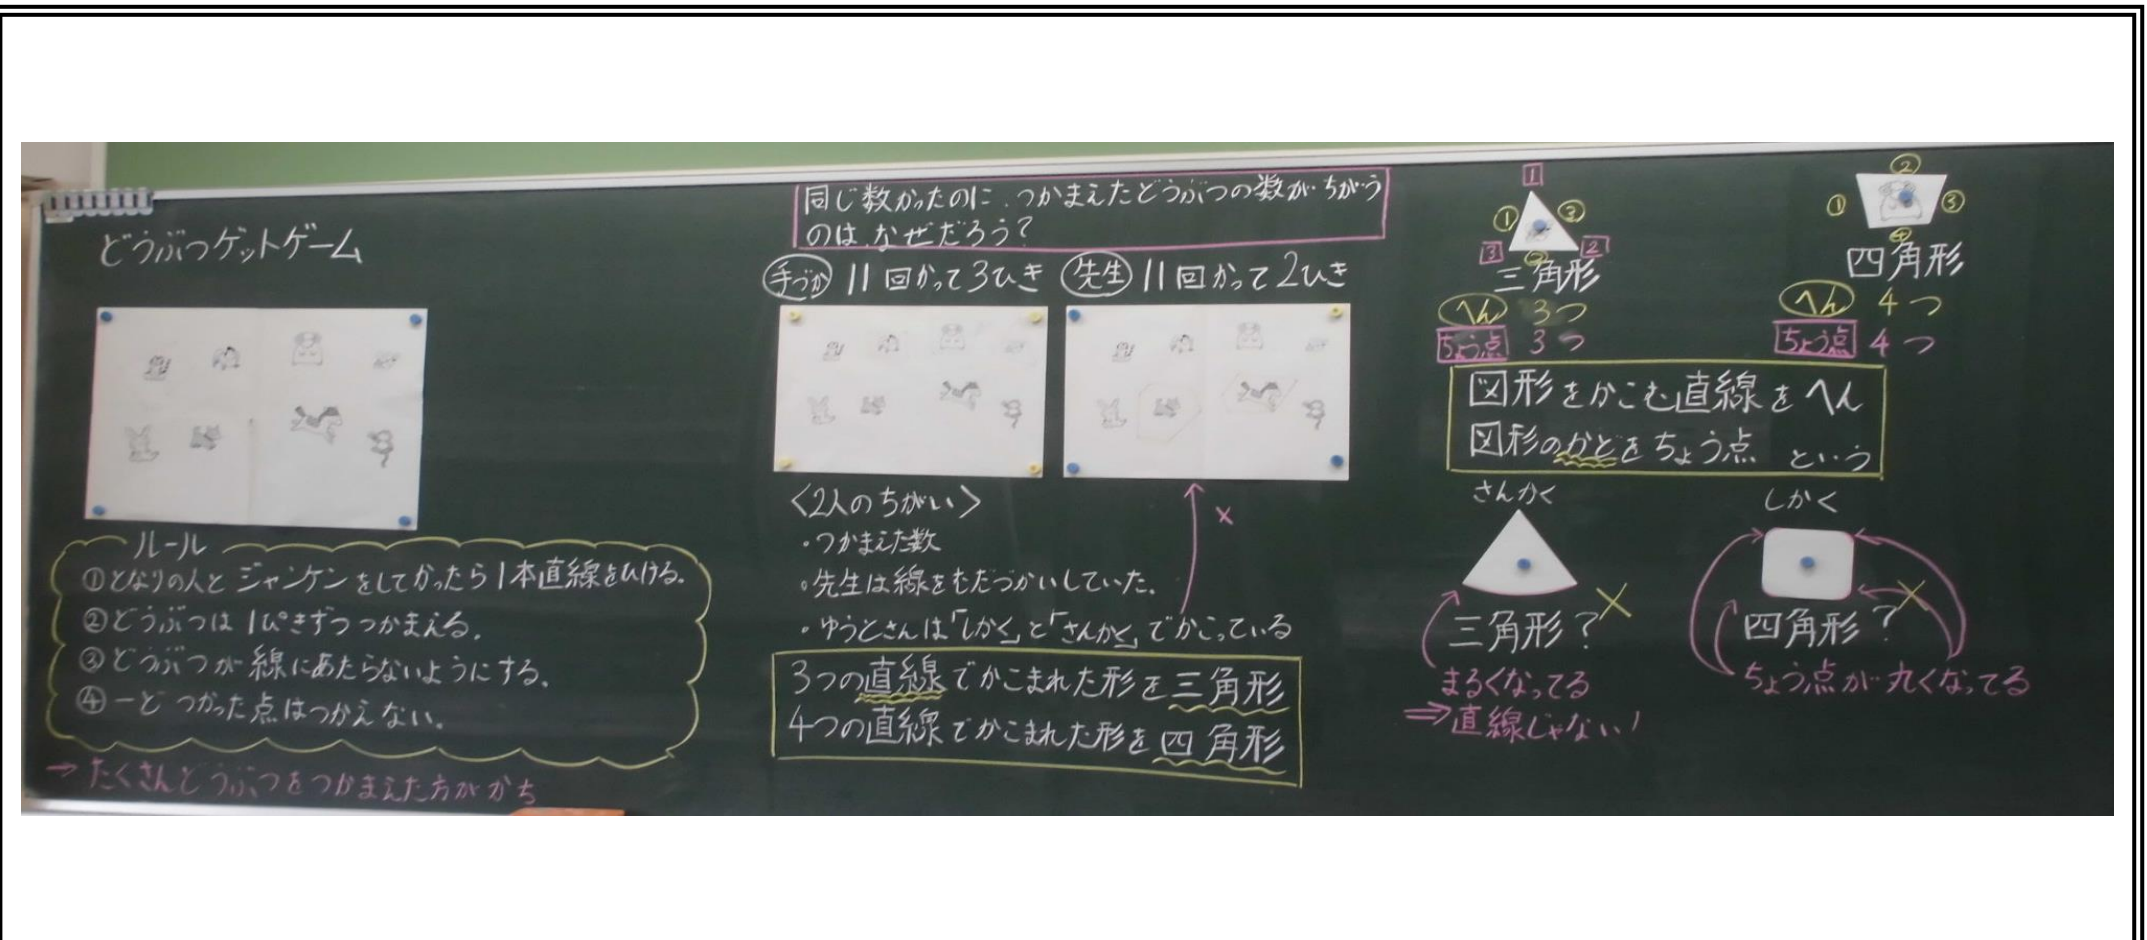 どうぶつゲットゲーム
ルール
①となりの人とジャンケンをしてかったら1本直線をひける。
②どうぶつは1ぴきずつつかまえる。
③どうぶつが線にあたらないようにする。
④一どつかった点はつかえない。
→たくさんどうぶつをつかまえた方がかち
同じ数かったのに、つかまえたどうぶつの数がちがう
のは、なぜだろう?
手づか 11回かって3ひき
先生 11回かって2ひき
×
<2人のちがい>
・つかまえた数
・先生は線をむだづかいしていた。
・ゆうとさんは「しかく」と「さんかく」でかこっている
3つの直線でかこまれた形を三角形
4つの直線でかこまれた形を四角形
1
① ③
3 ② 2
三角形
へん 3つ
ちょう点 3つ
②
① ③
④
四角形
へん 4つ
ちょう点 4つ
図形をかこむ直線をへん
図形のかどをちょう点 という
さんかく
三角形?×
まるくなってる
⇒直線じゃない!
しかく
四角形?×
ちょう点が丸くなってる